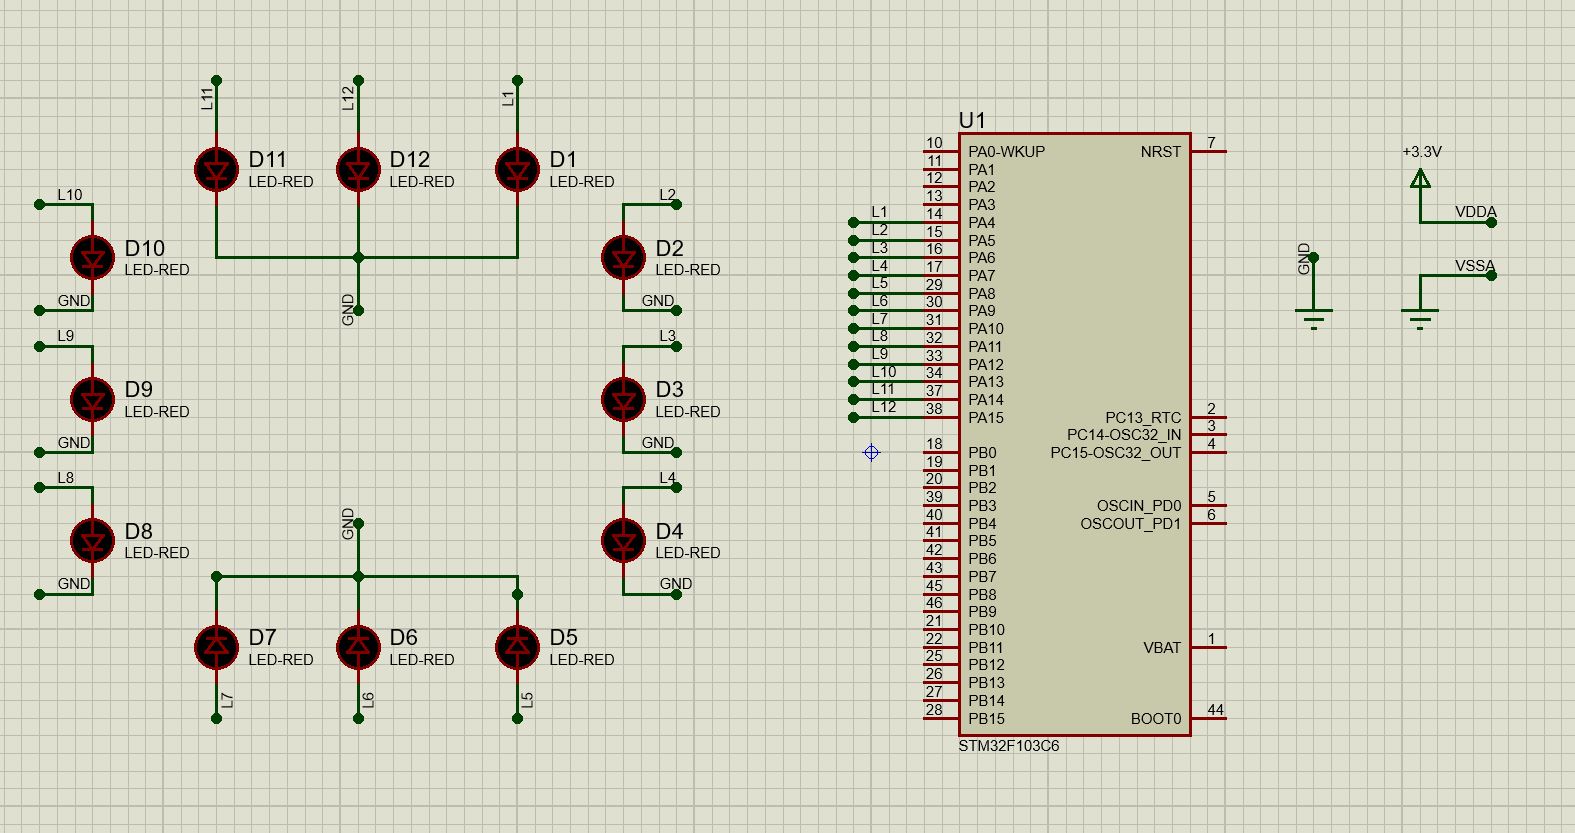 L11
L12
L1
D11
LED-RED
D12
LED-RED
D1
LED-RED
L10
D10
LED-RED
GND
L2
D2
LED-RED
GND
GND
L9
D9
LED-RED
GND
L3
D3
LED-RED
GND
L8
D8
LED-RED
GND
L4
D4
LED-RED
GND
GND
D7
LED-RED
D6
LED-RED
D5
LED-RED
L7
L6
L5
U1
10 PA0-WKUP NRST 7
11 PA1
12 PA2
13 PA3
L1 14 PA4
L2 15 PA5
L3 16 PA6
L4 17 PA7
L5 29 PA8
L6 30 PA9
L7 31 PA10
L8 32 PA11
L9 33 PA12
L10 34 PA13
L11 37 PA14
L12 38 PA15 PC13_RTC 2
PC14-OSC32_IN 3
18 PB0 PC15-OSC32_OUT 4
19 PB1
20 PB2
39 PB3 OSCIN_PD0 5
40 PB4 OSCOUT_PD1 6
41 PB5
42 PB6
43 PB7
45 PB8
46 PB9
21 PB10
22 PB11 VBAT 1
25 PB12
26 PB13
27 PB14
28 PB15 BOOT0 44
STM32F103C6
GND
+3.3V
VDDA
VSSA